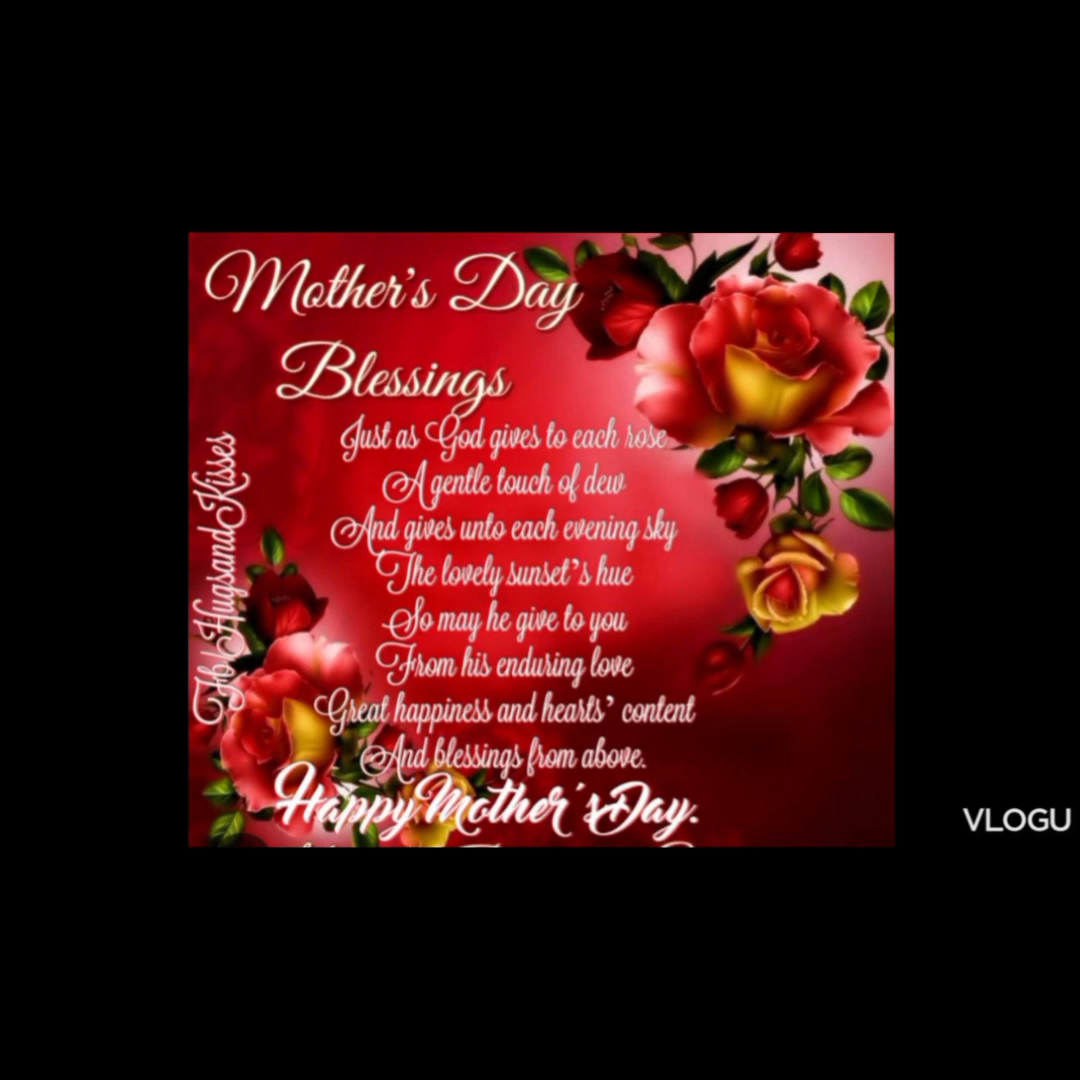 Mother's Day
Blessings
Just as God gives to each rose
A gentle touch of dew
And gives unto each evening sky
The lovely sunset's hue
So may he give to you
From his enduring love
Great happiness and hearts' content
And blessings from above.
Happy Mother's Day.
Fb/HugsandKisses
VLOGU